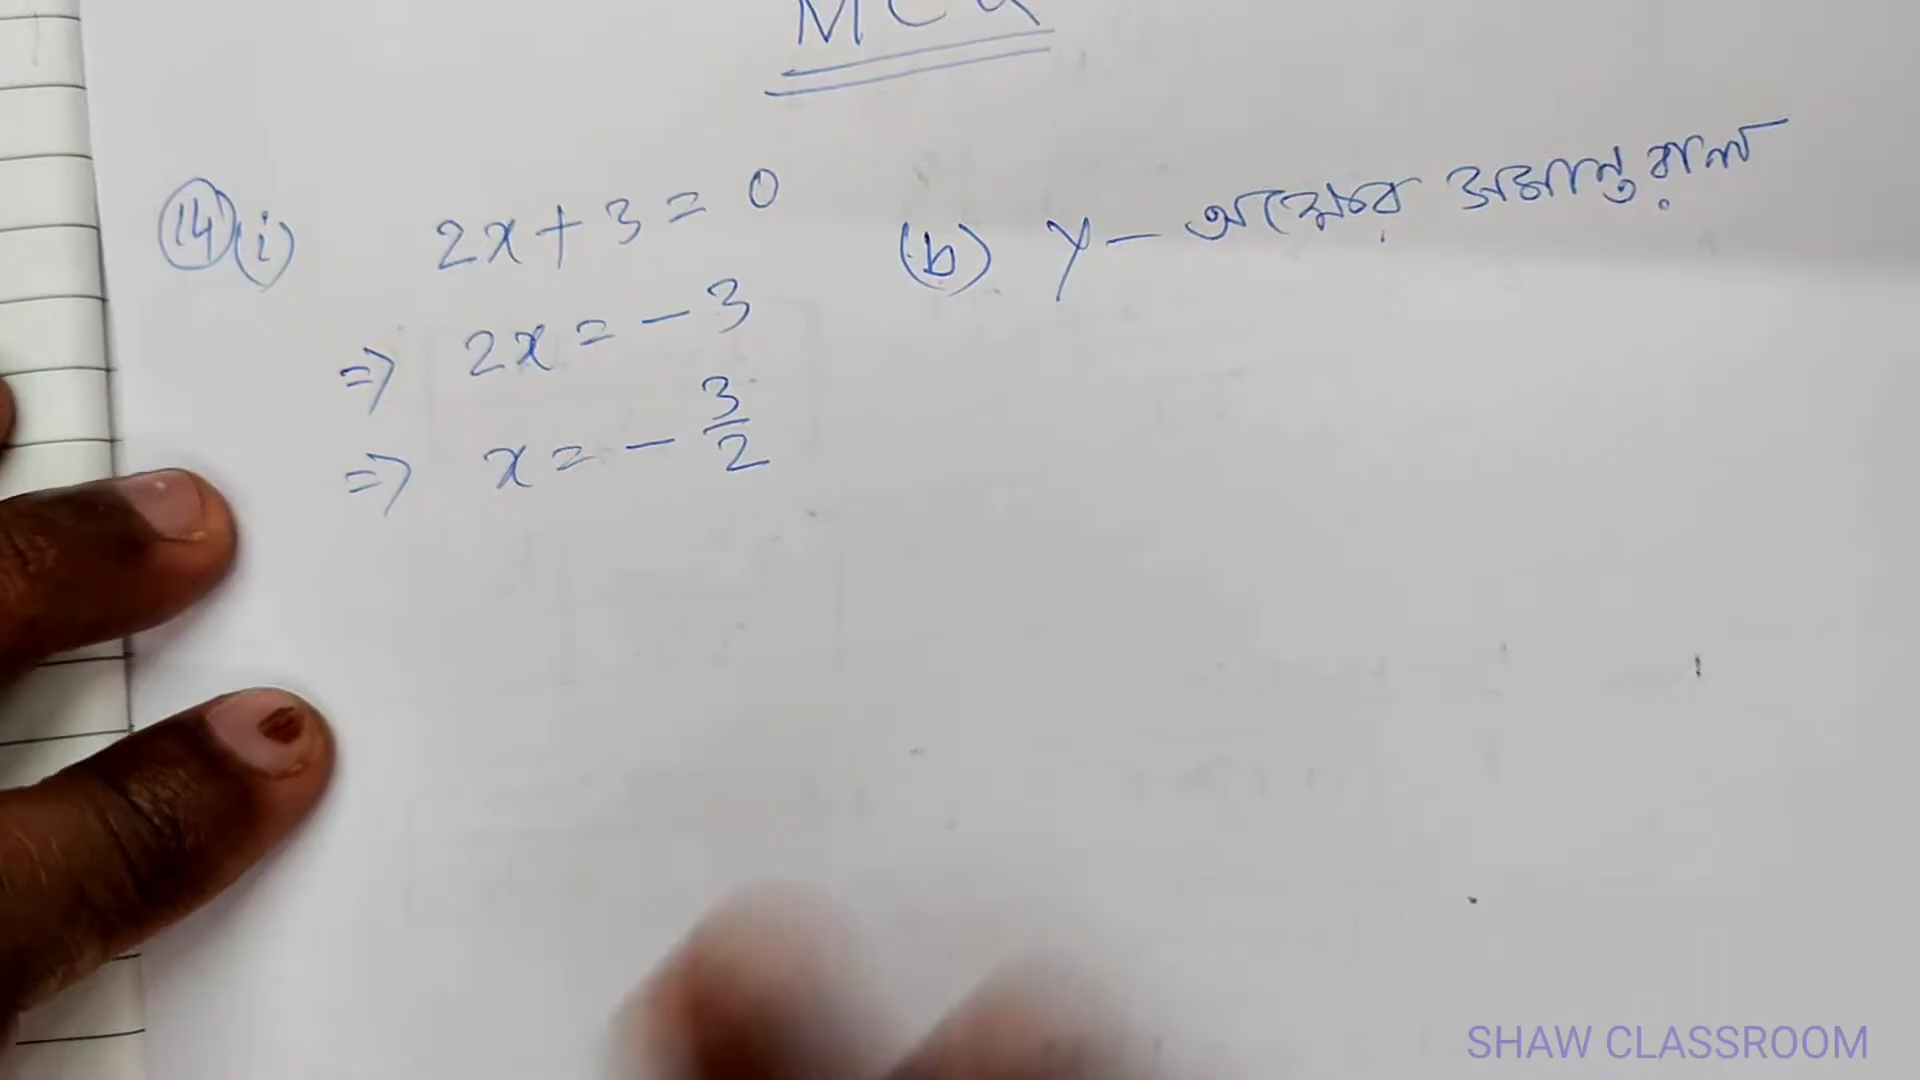 MCQ
14 (i) 2x + 3 = 0 (b) y - অক্ষের সমান্তরাল
=> 2x = - 3
=> x = - 3/2
SHAW CLASSROOM